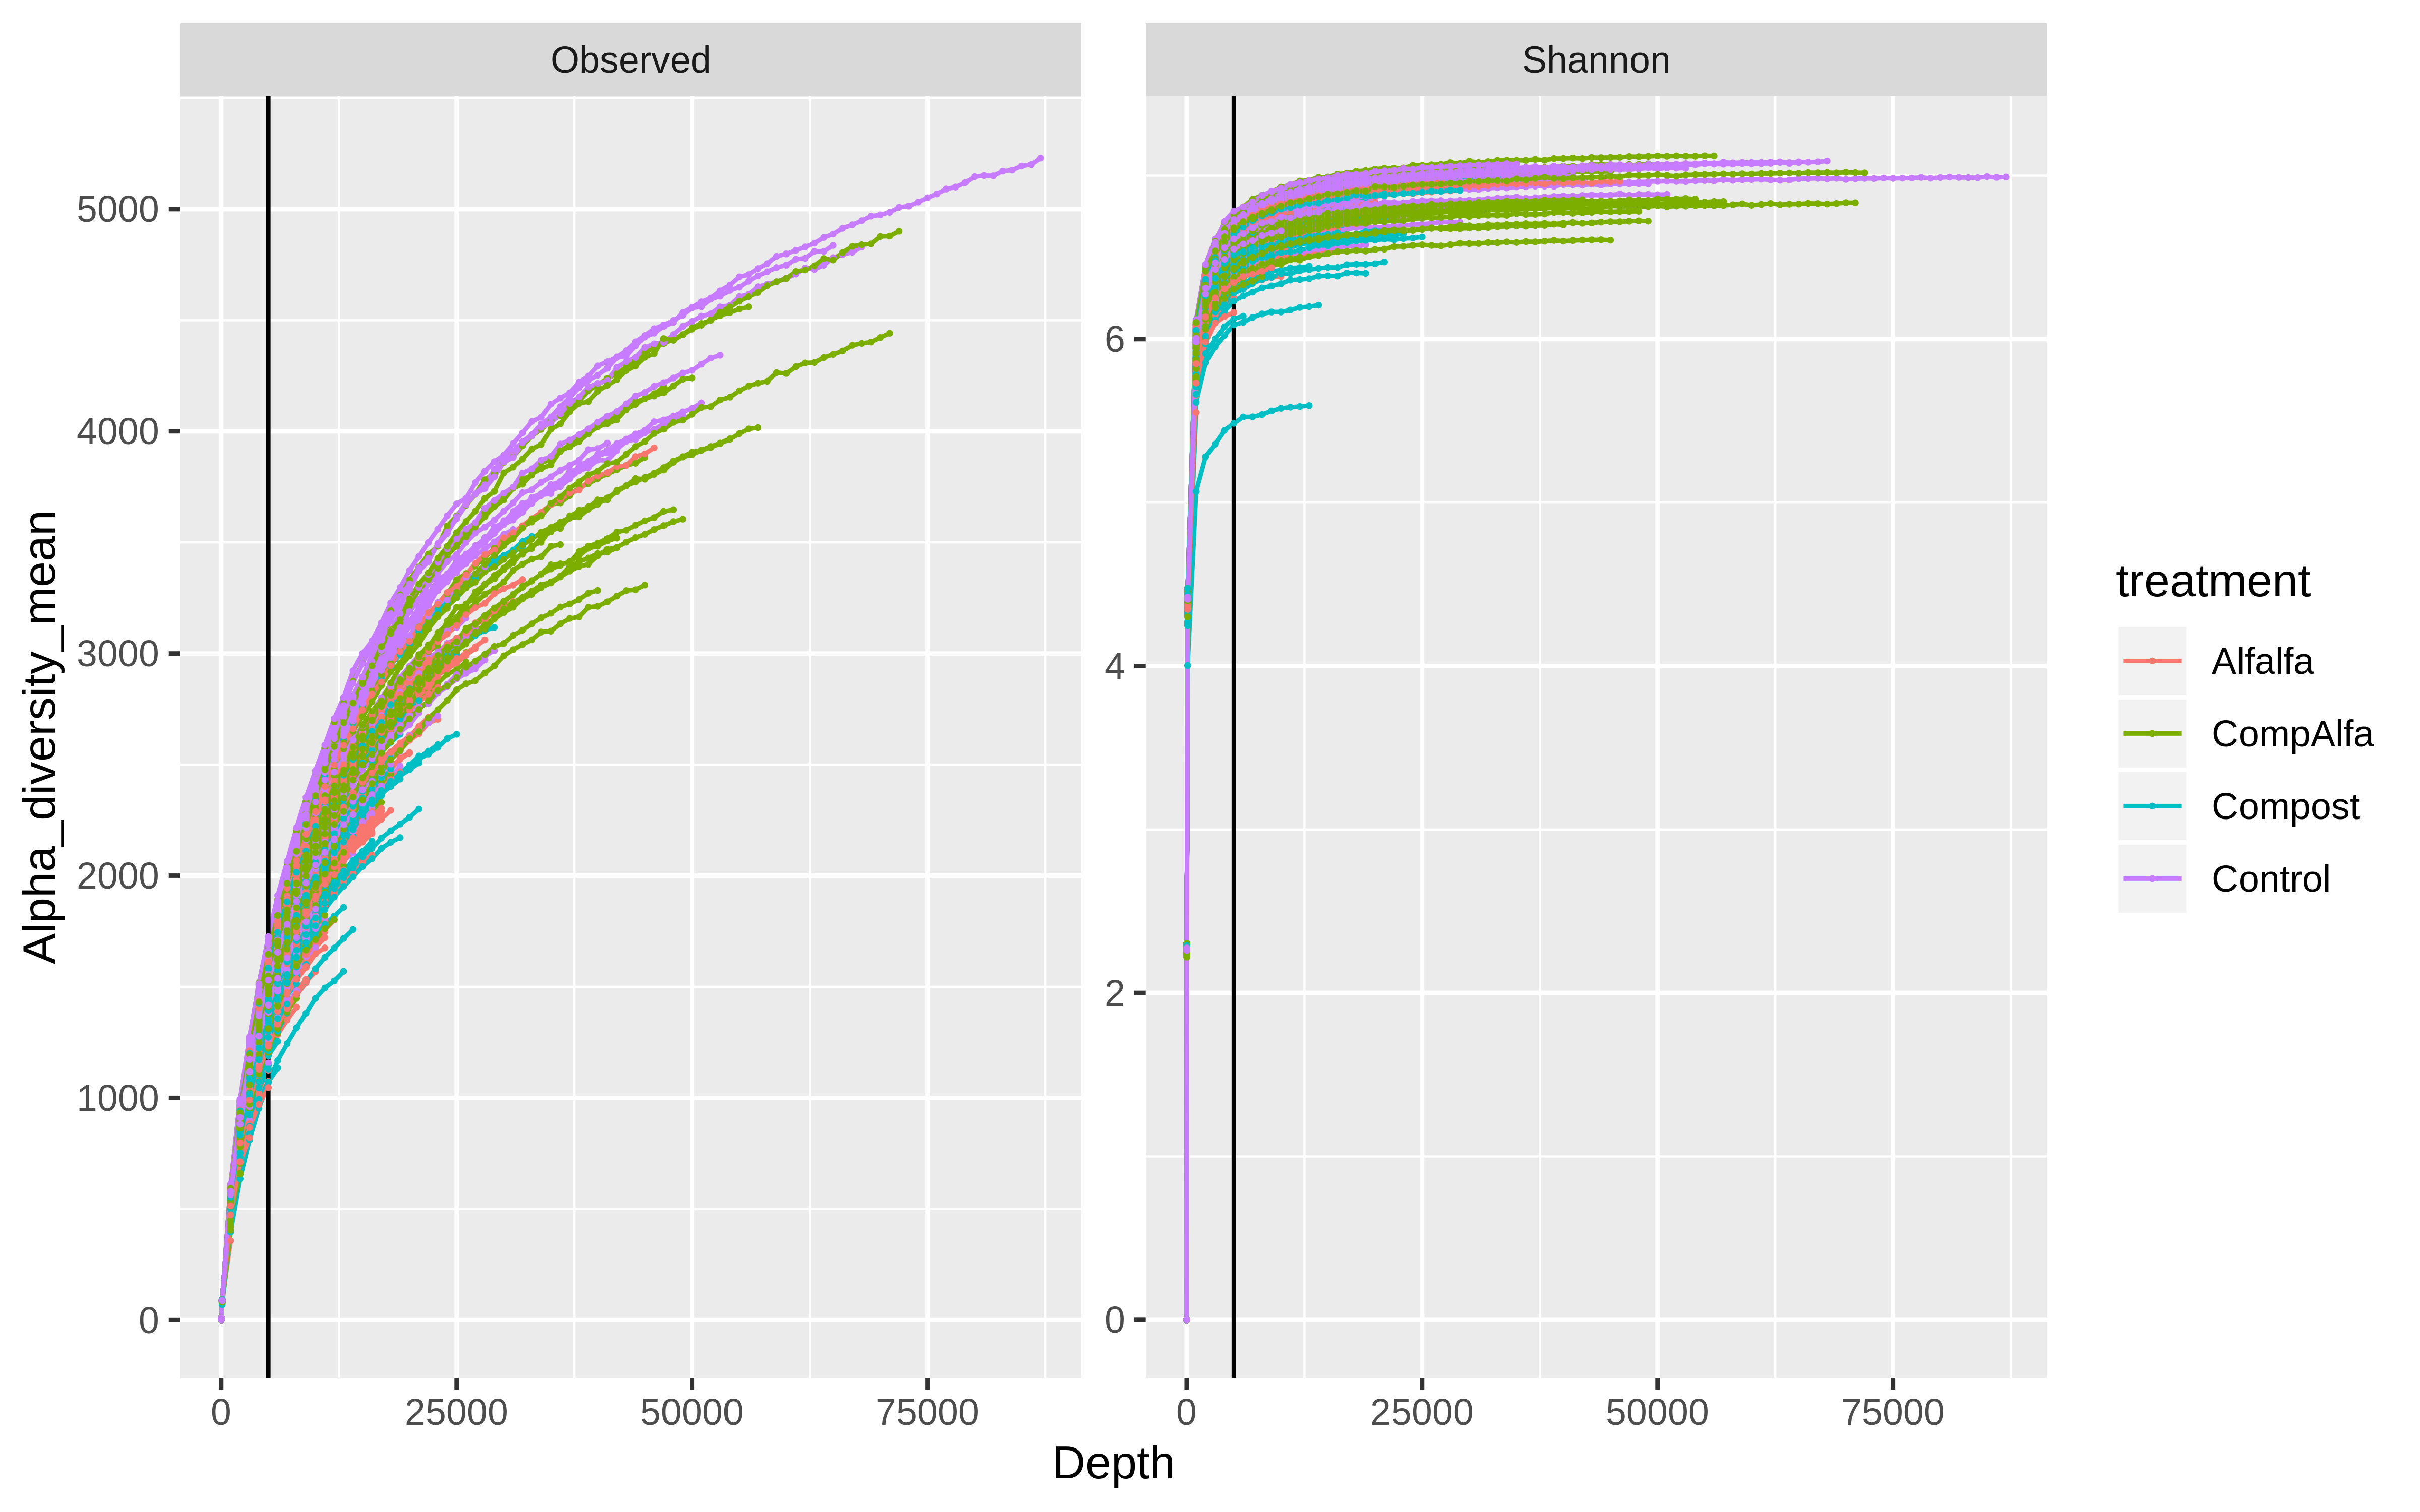 Observed
Shannon
Alpha_diversity_mean
5000
4000
3000
2000
1000
0
6
4
2
0
0
25000
50000
75000
0
25000
50000
75000
Depth
treatment
Alfalfa
CompAlfa
Compost
Control